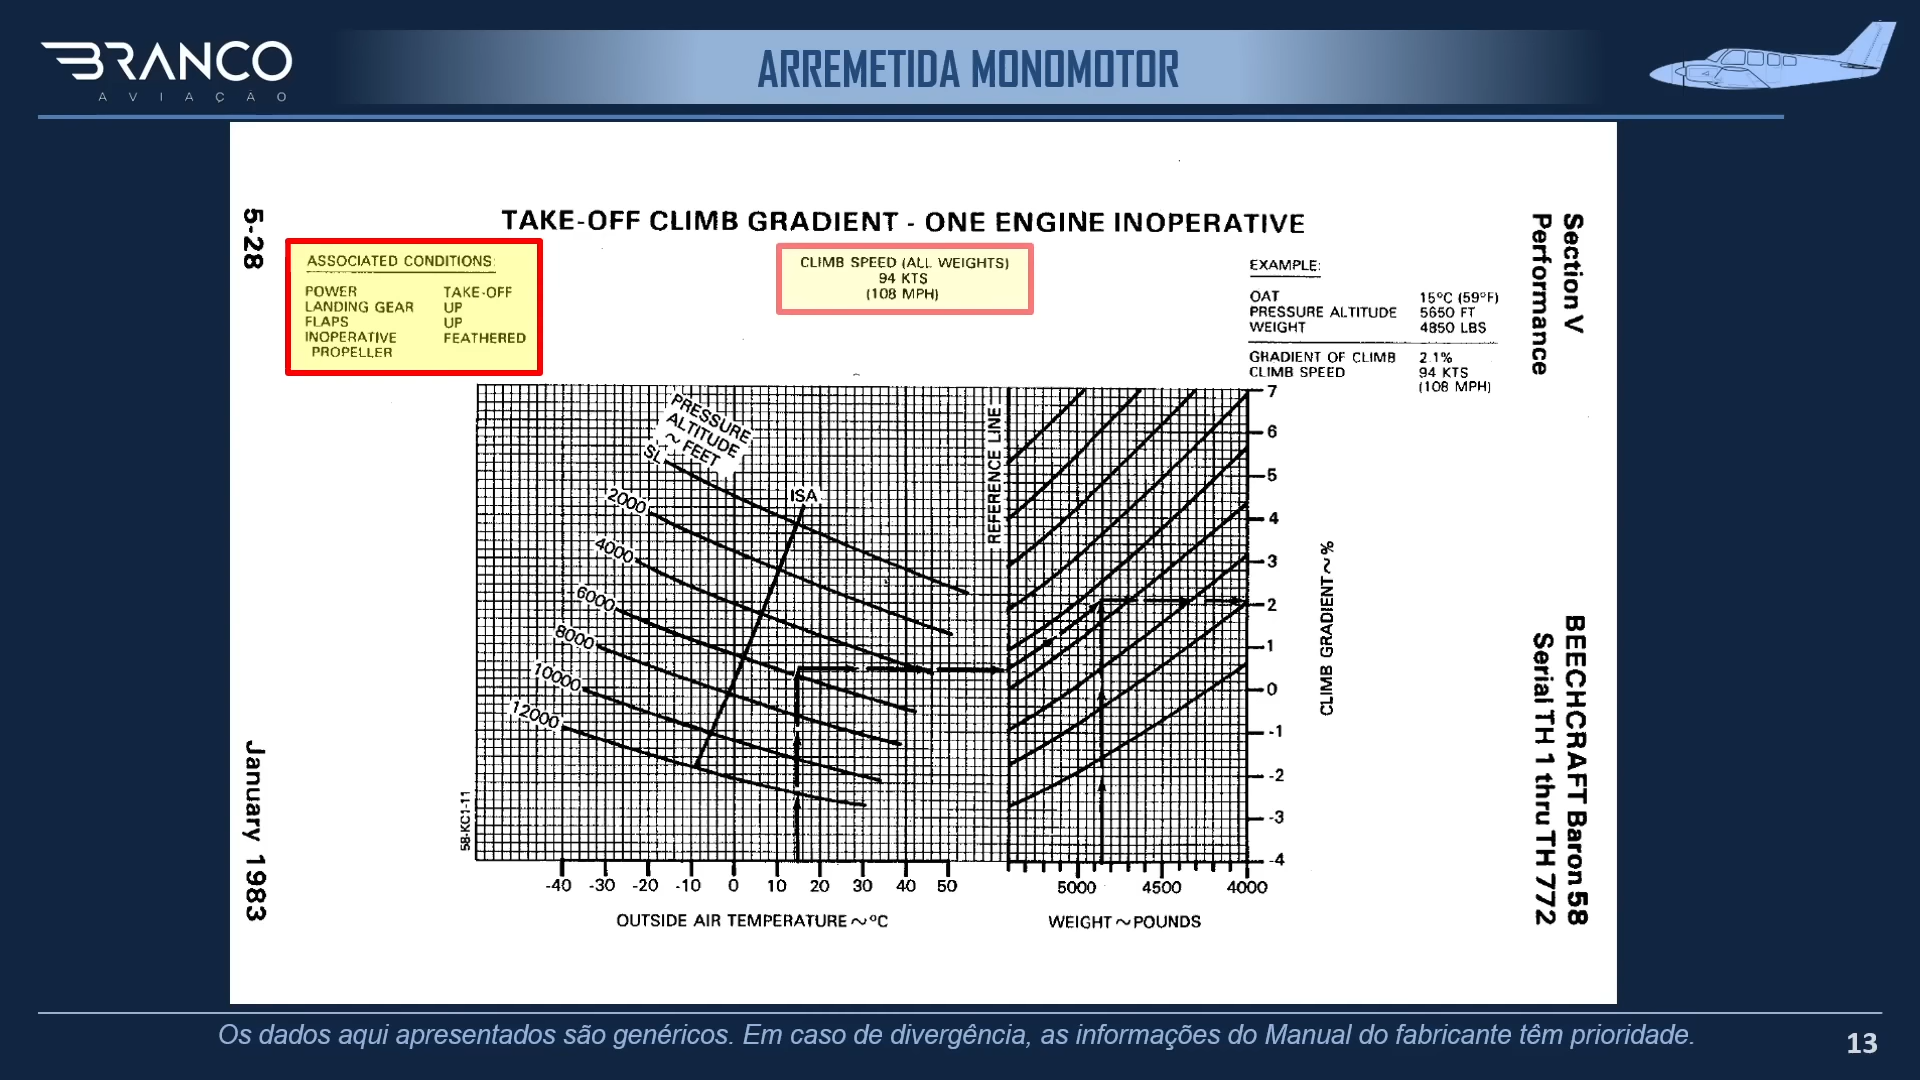 BRANCO
AVIAÇÃO
ARREMETIDA MONOMOTOR
5-28
January 1983
TAKE-OFF CLIMB GRADIENT - ONE ENGINE INOPERATIVE
ASSOCIATED CONDITIONS:
POWER TAKE-OFF
LANDING GEAR UP
FLAPS UP
INOPERATIVE FEATHERED
PROPELLER
CLIMB SPEED (ALL WEIGHTS)
94 KTS
(108 MPH)
EXAMPLE:
OAT 15°C (59°F)
PRESSURE ALTITUDE 5650 FT
WEIGHT 4850 LBS
GRADIENT OF CLIMB 2.1%
CLIMB SPEED 94 KTS
(108 MPH)
Section V
Performance
BEECHCRAFT Baron 58
Serial TH 1 thru TH 772
PRESSURE
ALTITUDE
~ FEET
SL
2000
4000
6000
8000
10000
12000
ISA
REFERENCE LINE
7
6
5
4
3
2
1
0
-1
-2
-3
-4
CLIMB GRADIENT ~ %
58-KC1-11
-40 -30 -20 -10 0 10 20 30 40 50
5000 4500 4000
OUTSIDE AIR TEMPERATURE ~ °C
WEIGHT ~ POUNDS
Os dados aqui apresentados são genéricos. Em caso de divergência, as informações do Manual do fabricante têm prioridade.
13